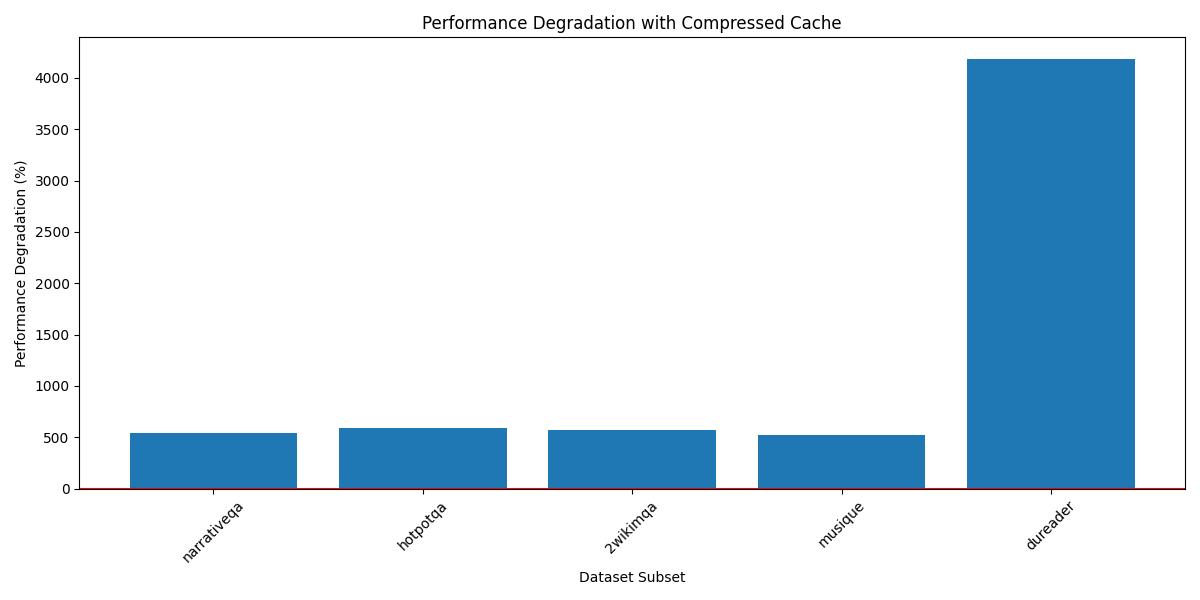 Performance Degradation with Compressed Cache
Performance Degradation (%)
4000
3500
3000
2500
2000
1500
1000
500
0
narrativeqa
hotpotqa
2wikimqa
musique
dureader
Dataset Subset